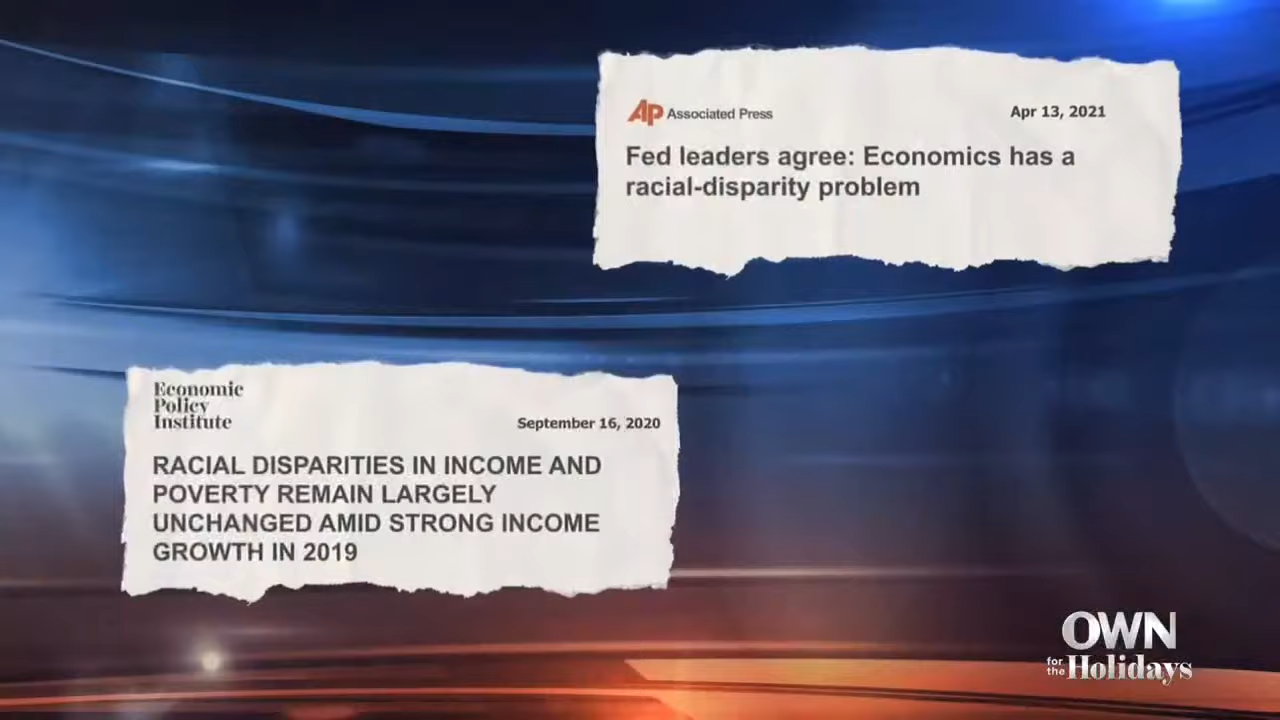 AP Associated Press
Apr 13, 2021
Fed leaders agree: Economics has a
racial-disparity problem
Economic
Policy
Institute
September 16, 2020
RACIAL DISPARITIES IN INCOME AND
POVERTY REMAIN LARGELY
UNCHANGED AMID STRONG INCOME
GROWTH IN 2019
OWN
for the Holidays